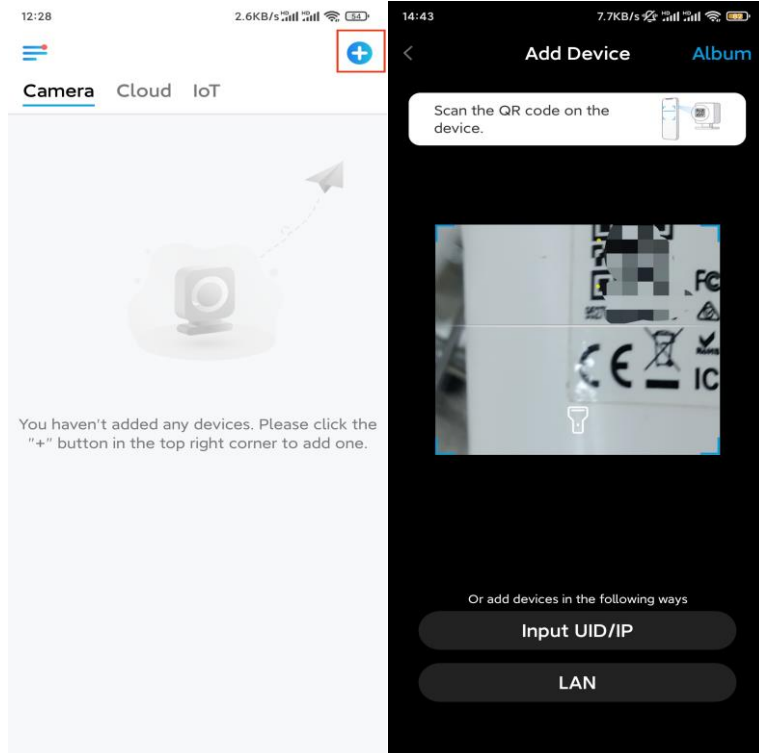 12:28
2.6KB/s
54
Camera Cloud IoT
You haven't added any devices. Please click the
"+" button in the top right corner to add one.
14:43
7.7KB/s
Add Device
Album
Scan the QR code on the
device.
FC
CE
IC
Or add devices in the following ways
Input UID/IP
LAN